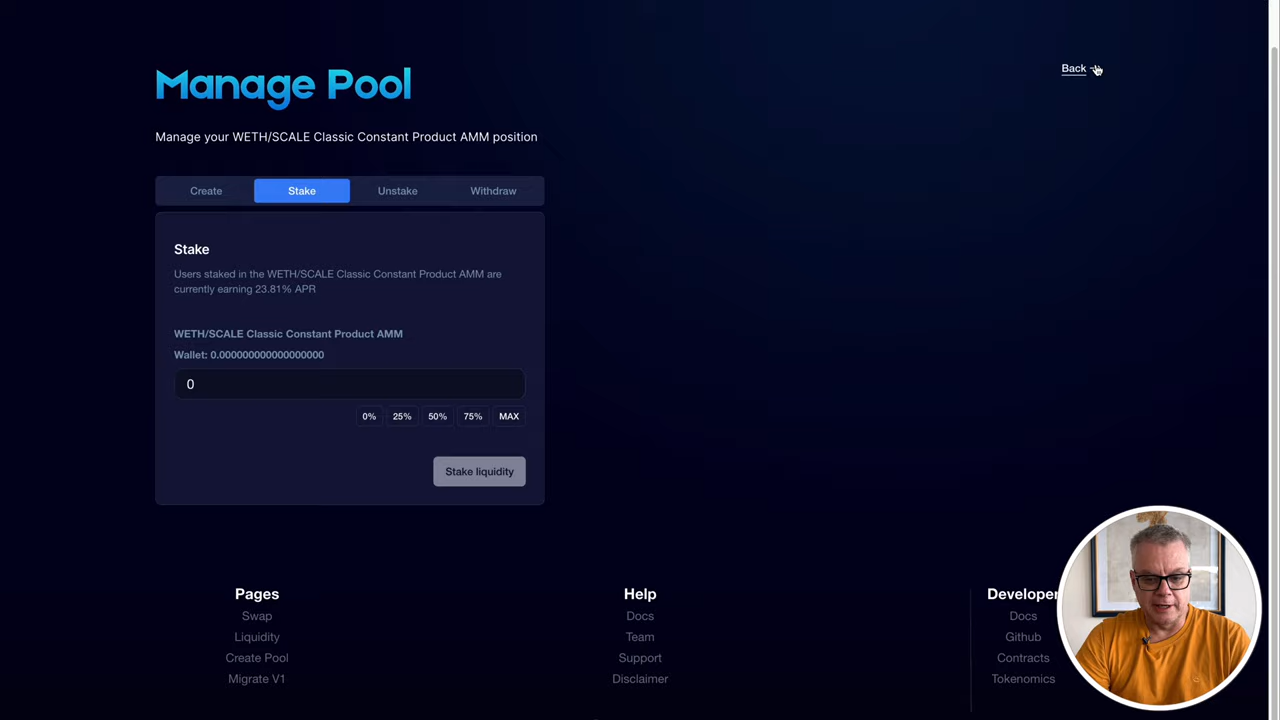 Manage Pool
Back
Manage your WETH/SCALE Classic Constant Product AMM position
Create Stake Unstake Withdraw
Stake
Users staked in the WETH/SCALE Classic Constant Product AMM are
currently earning 23.81% APR
WETH/SCALE Classic Constant Product AMM
Wallet: 0.000000000000000000
0
0% 25% 50% 75% MAX
Stake liquidity
Pages
Swap
Liquidity
Create Pool
Migrate V1
Help
Docs
Team
Support
Disclaimer
Developer
Docs
Github
Contracts
Tokenomics